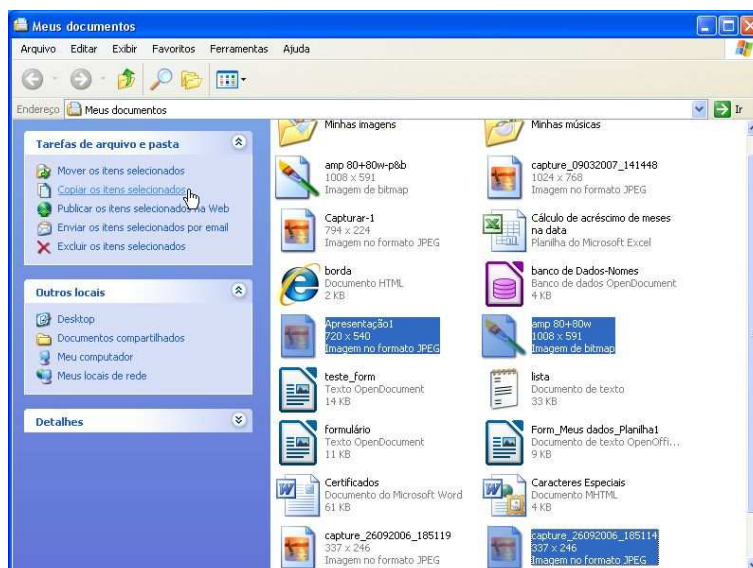 Meus documentos
Arquivo Editar Exibir Favoritos Ferramentas Ajuda
Endereço Meus documentos Ir
Tarefas de arquivo e pasta
Mover os itens selecionados
Copiar os itens selecionados
Publicar os itens selecionados na Web
Enviar os itens selecionados por email
Excluir os itens selecionados
Outros locais
Desktop
Documentos compartilhados
Meu computador
Meus locais de rede
Detalhes
Minhas imagens
Minhas músicas
amp 80+80w-p&b
1008 x 591
Imagem de bitmap
capture_09032007_141448
1024 x 768
Imagem no formato JPEG
Capturar-1
794 x 224
Imagem no formato JPEG
Cálculo de acréscimo de meses
na data
Planilha do Microsoft Excel
borda
Documento HTML
2 KB
banco de Dados-Nomes
Banco de dados OpenDocument
4 KB
Apresentação1
720 x 540
Imagem no formato JPEG
amp 80+80w
1008 x 591
Imagem de bitmap
teste_form
Texto OpenDocument
14 KB
lista
Documento de texto
33 KB
formulário
Texto OpenDocument
11 KB
Form_Meus dados_Planilha1
Documento de texto OpenOffi...
9 KB
Certificados
Documento do Microsoft Word
61 KB
Caracteres Especiais
Documento MHTML
4 KB
capture_26092006_185119
337 x 246
Imagem no formato JPEG
capture_26092006_185114
337 x 246
Imagem no formato JPEG